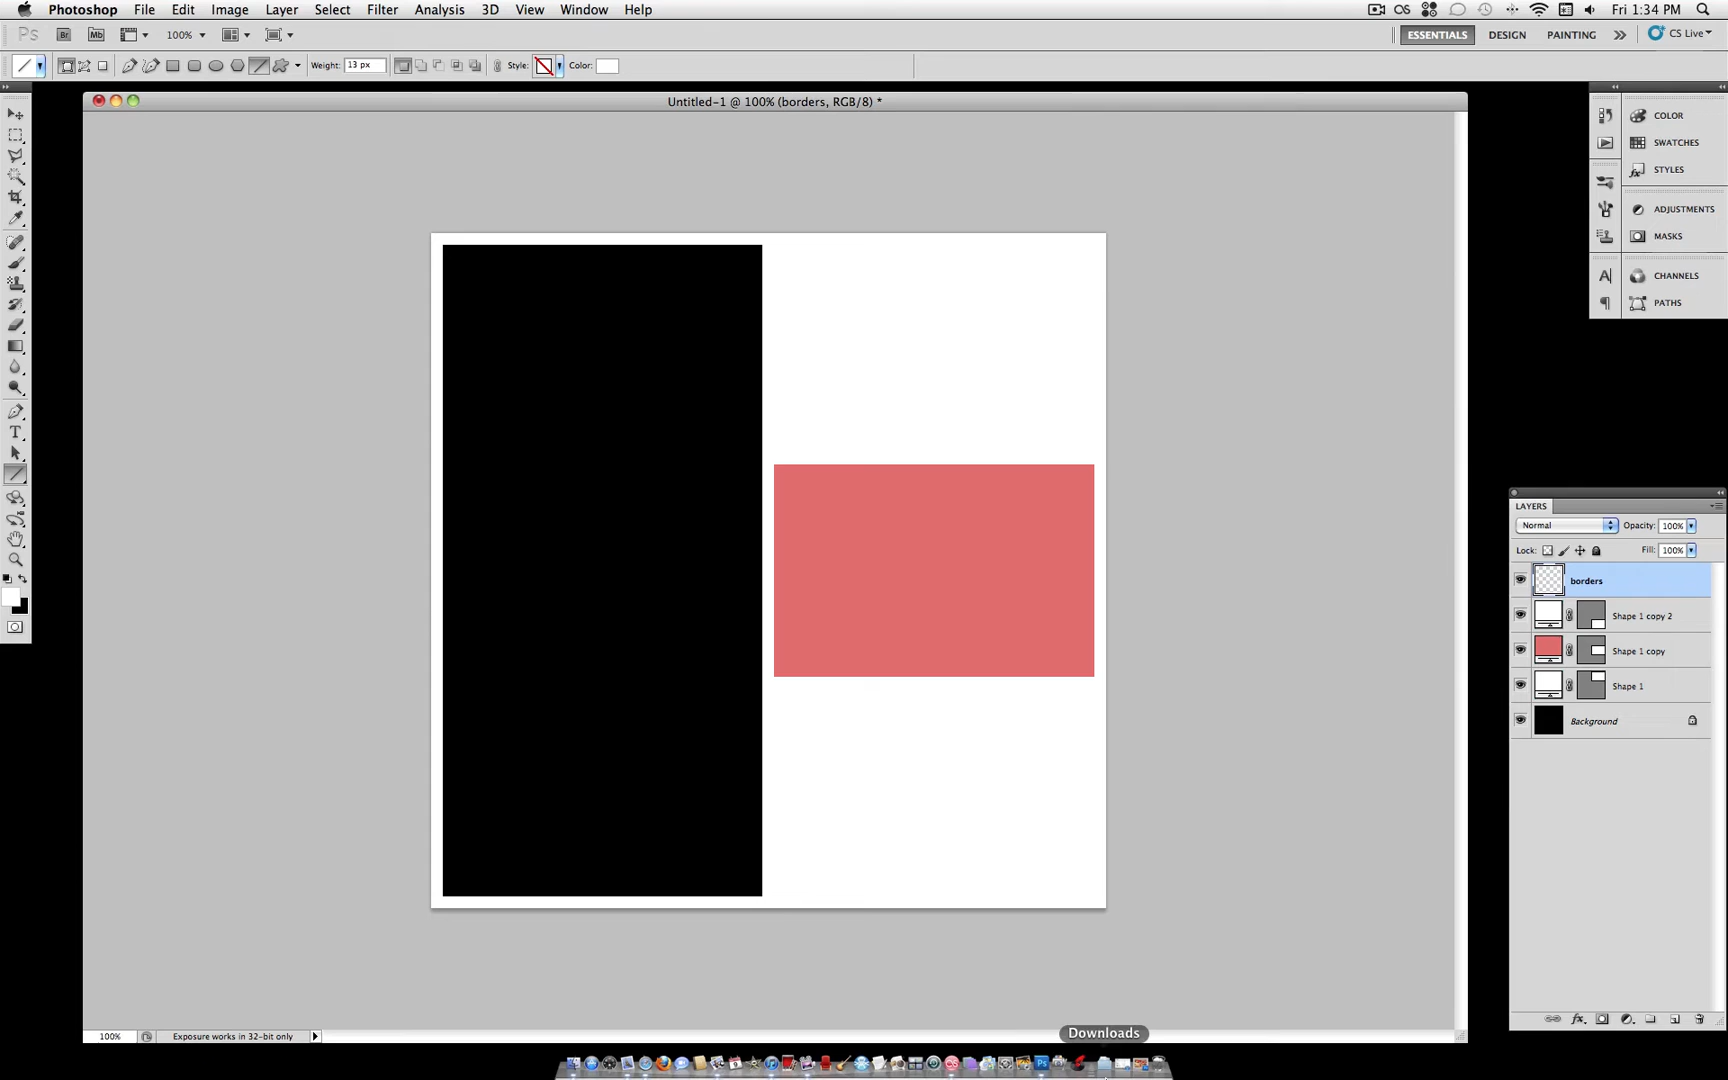 Photoshop File Edit Image Layer Select Filter Analysis 3D View Window Help Fri 1:34 PM
Ps Br Mb 100% ESSENTIALS DESIGN PAINTING CS Live
Weight: 13 px Style: Color:
Untitled-1 @ 100% (borders, RGB/8) *
COLOR
SWATCHES
STYLES
ADJUSTMENTS
MASKS
CHANNELS
PATHS
LAYERS
Normal Opacity: 100%
Lock: Fill: 100%
borders
Shape 1 copy 2
Shape 1 copy
Shape 1
Background
100% Exposure works in 32-bit only
Downloads